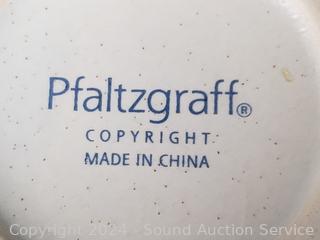 Pfaltzgraff®
COPYRIGHT
MADE IN CHINA
Copyright 2024 - Sound Auction Service